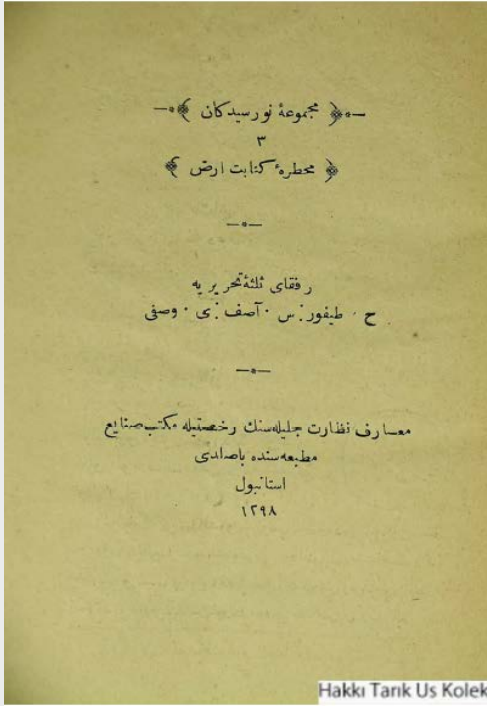 مجموعهٔ نورسیدکان
٣
محطرهٔ کتابت ارض
رفقای ثلثهٔ تحریریه
ح . طیفور : س . آصف : ی . وصفی
معارف نظارت جلیله‌سنك رخصتیله مکتب صنایع
مطبعه‌سنده باصلدی
استانبول
١٢٩٨
Hakkı Tarık Us Kolek